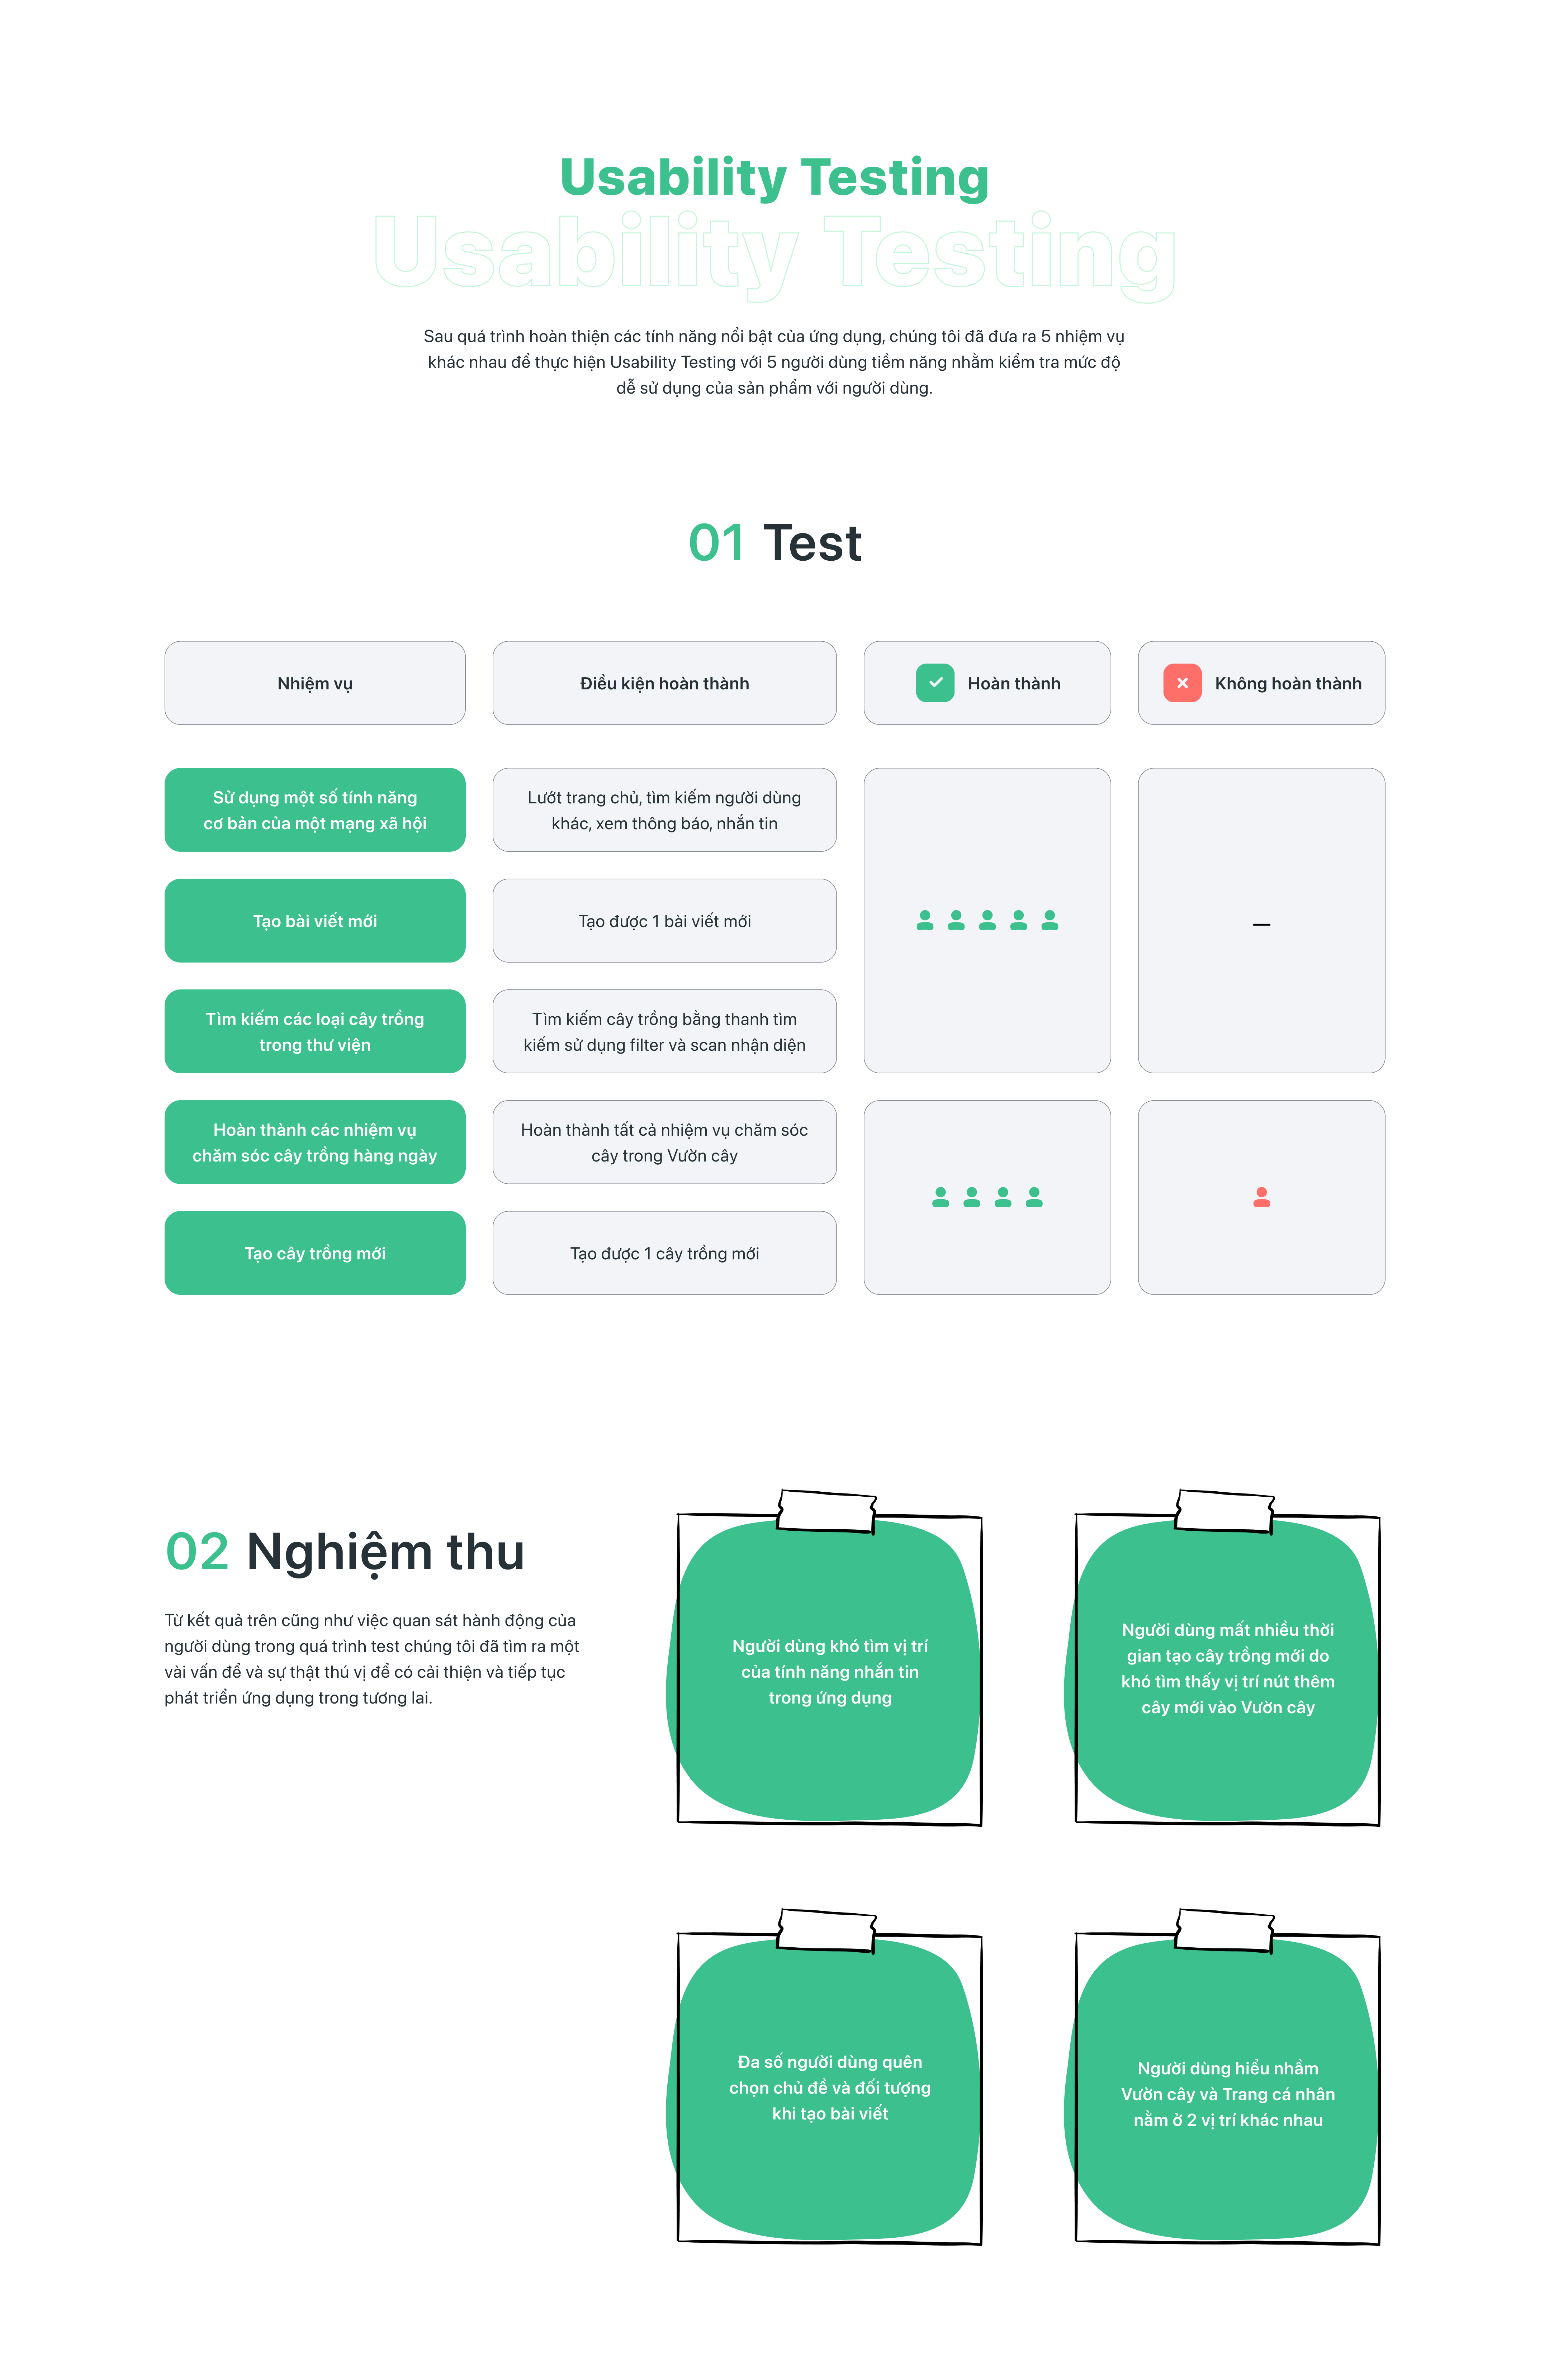 Usability Testing
Usability Testing
Sau quá trình hoàn thiện các tính năng nổi bật của ứng dụng, chúng tôi đã đưa ra 5 nhiệm vụ
khác nhau để thực hiện Usability Testing với 5 người dùng tiềm năng nhằm kiểm tra mức độ
dễ sử dụng của sản phẩm với người dùng.
01 Test
Nhiệm vụ
Điều kiện hoàn thành
Hoàn thành
Không hoàn thành
Sử dụng một số tính năng
cơ bản của một mạng xã hội
Lướt trang chủ, tìm kiếm người dùng
khác, xem thông báo, nhắn tin
Tạo bài viết mới
Tạo được 1 bài viết mới
–
Tìm kiếm các loại cây trồng
trong thư viện
Tìm kiếm cây trồng bằng thanh tìm
kiếm sử dụng filter và scan nhận diện
Hoàn thành các nhiệm vụ
chăm sóc cây trồng hàng ngày
Hoàn thành tất cả nhiệm vụ chăm sóc
cây trong Vườn cây
Tạo cây trồng mới
Tạo được 1 cây trồng mới
02 Nghiệm thu
Từ kết quả trên cũng như việc quan sát hành động của
người dùng trong quá trình test chúng tôi đã tìm ra một
vài vấn đề và sự thật thú vị để có cải thiện và tiếp tục
phát triển ứng dụng trong tương lai.
Người dùng khó tìm vị trí
của tính năng nhắn tin
trong ứng dụng
Người dùng mất nhiều thời
gian tạo cây trồng mới do
khó tìm thấy vị trí nút thêm
cây mới vào Vườn cây
Đa số người dùng quên
chọn chủ đề và đối tượng
khi tạo bài viết
Người dùng hiểu nhầm
Vườn cây và Trang cá nhân
nằm ở 2 vị trí khác nhau